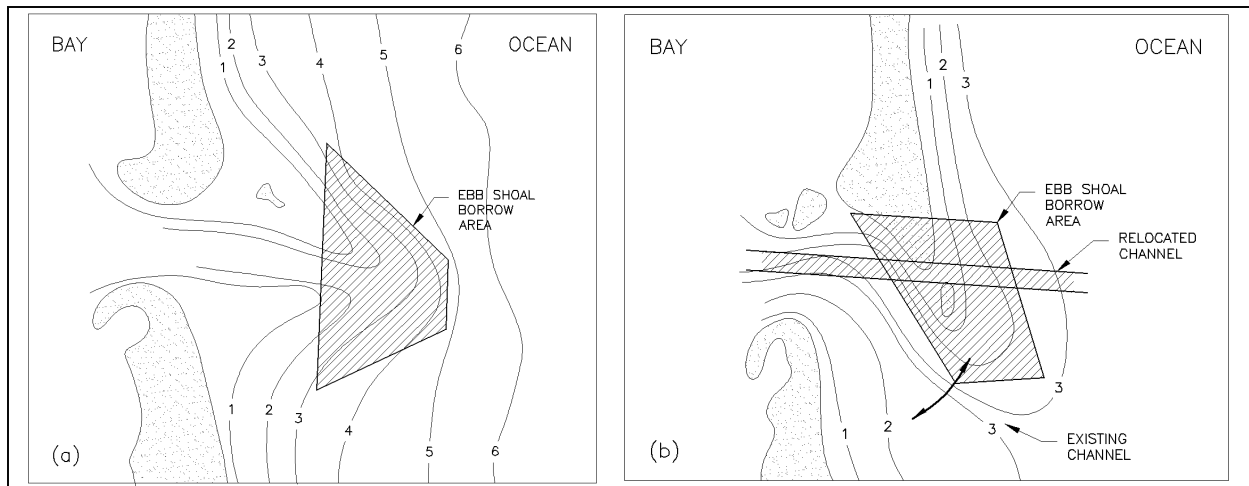 BAY
OCEAN
2
1
3
4
5
6
EBB SHOAL
BORROW
AREA
1
2
3
4
5
6
(a)
BAY
OCEAN
1
2
3
EBB SHOAL
BORROW
AREA
RELOCATED
CHANNEL
3
1
2
3
EXISTING
CHANNEL
(b)